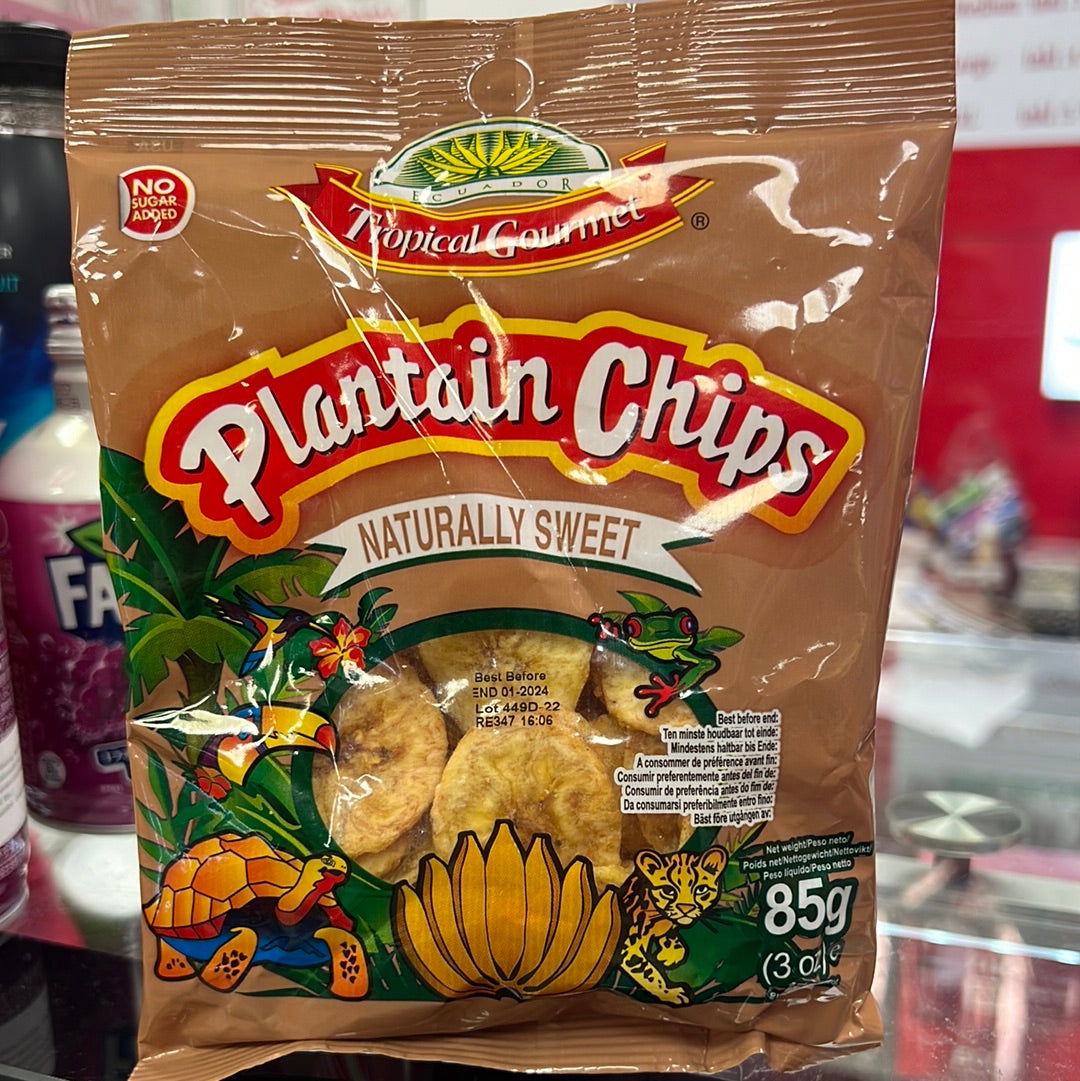 NO
SUGAR
ADDED
ECUADOR
Tropical Gourmet ®
Plantain Chips
NATURALLY SWEET
Best Before
END 01-2024
Lot 449D-22
RE347 16:06
Best before end:
Ten minste houdbaar tot einde:
Mindestens haltbar bis Ende:
A consommer de préférence avant fin:
Consumir preferentemente antes del fin de:
Consumir de preferência antes do fim de:
Da consumarsi preferibilmente entro fino:
Bäst före utgången av:
Net weight/Peso neto/
Poids net/Nettogewicht/Nettovikt/
Peso líquido/Peso netto
85g
(3 oz) e
FA